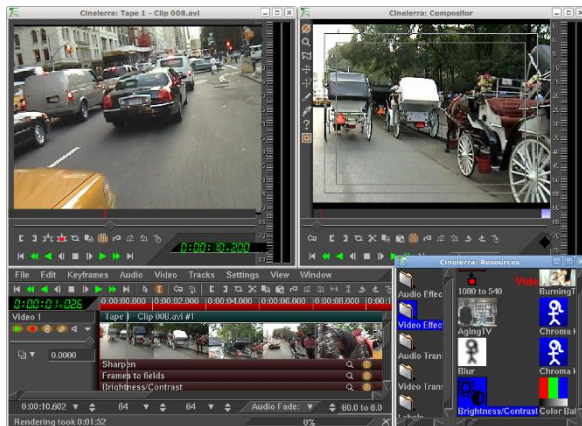 Cinelerra: Tape 1 - Clip 008.avi
Cinelerra: Compositor
0:00:10.200
File Edit Keyframes Audio Video Tracks Settings View Window
0:00:01.026
0:00:00.000 0:00:02.000 0:00:04.000 0:00:06.000 0:00:08.000
Video 1
Tape 1 - Clip 008.avi #1
0.0000
Sharpen
Frames to fields
Brightness/Contrast
0:00:10.602 64 64 Audio Fade: -80.0 to 6.0
Rendering took 0:01:52
0%
Cinelerra: Resources
Audio Effec
Video Effec
Audio Tran
Video Tran
Labels
1080 to 540
BurningT
AgingTV
Chroma K
Blur
Chroma K
Brightness/Contrast
Color Bal